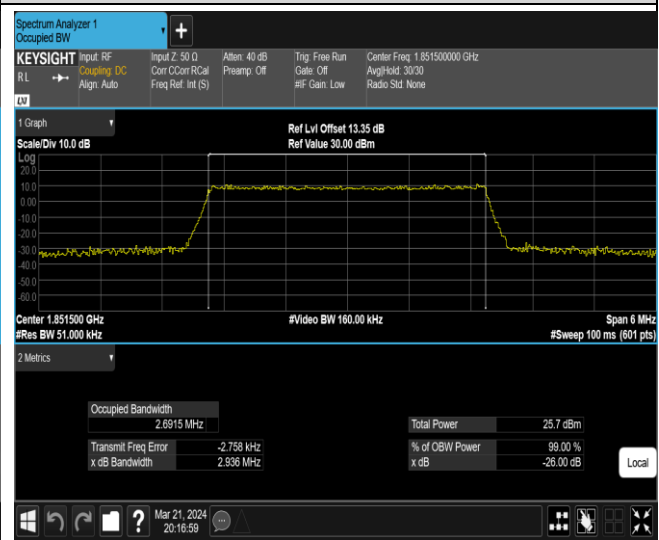 Spectrum Analyzer 1
Occupied BW
+
KEYSIGHT Input: RF Input Z: 50 Ω Atten: 40 dB Trig: Free Run Center Freq: 1.851500000 GHz
RL Coupling: DC Corr CCorr RCal Preamp: Off Gate: Off Avg|Hold: 30/30
Align: Auto Freq Ref: Int (S) #IF Gain: Low Radio Std: None
LXI
1 Graph Ref Lvl Offset 13.35 dB
Scale/Div 10.0 dB Ref Value 30.00 dBm
Log
20.0
10.0
0.00
-10.0
-20.0
-30.0
-40.0
-50.0
-60.0
Center 1.851500 GHz #Video BW 160.00 kHz Span 6 MHz
#Res BW 51.000 kHz #Sweep 100 ms (601 pts)
2 Metrics
Occupied Bandwidth
2.6915 MHz Total Power 25.7 dBm
Transmit Freq Error -2.758 kHz % of OBW Power 99.00 %
x dB Bandwidth 2.936 MHz x dB -26.00 dB
Local
? Mar 21, 2024
20:16:59